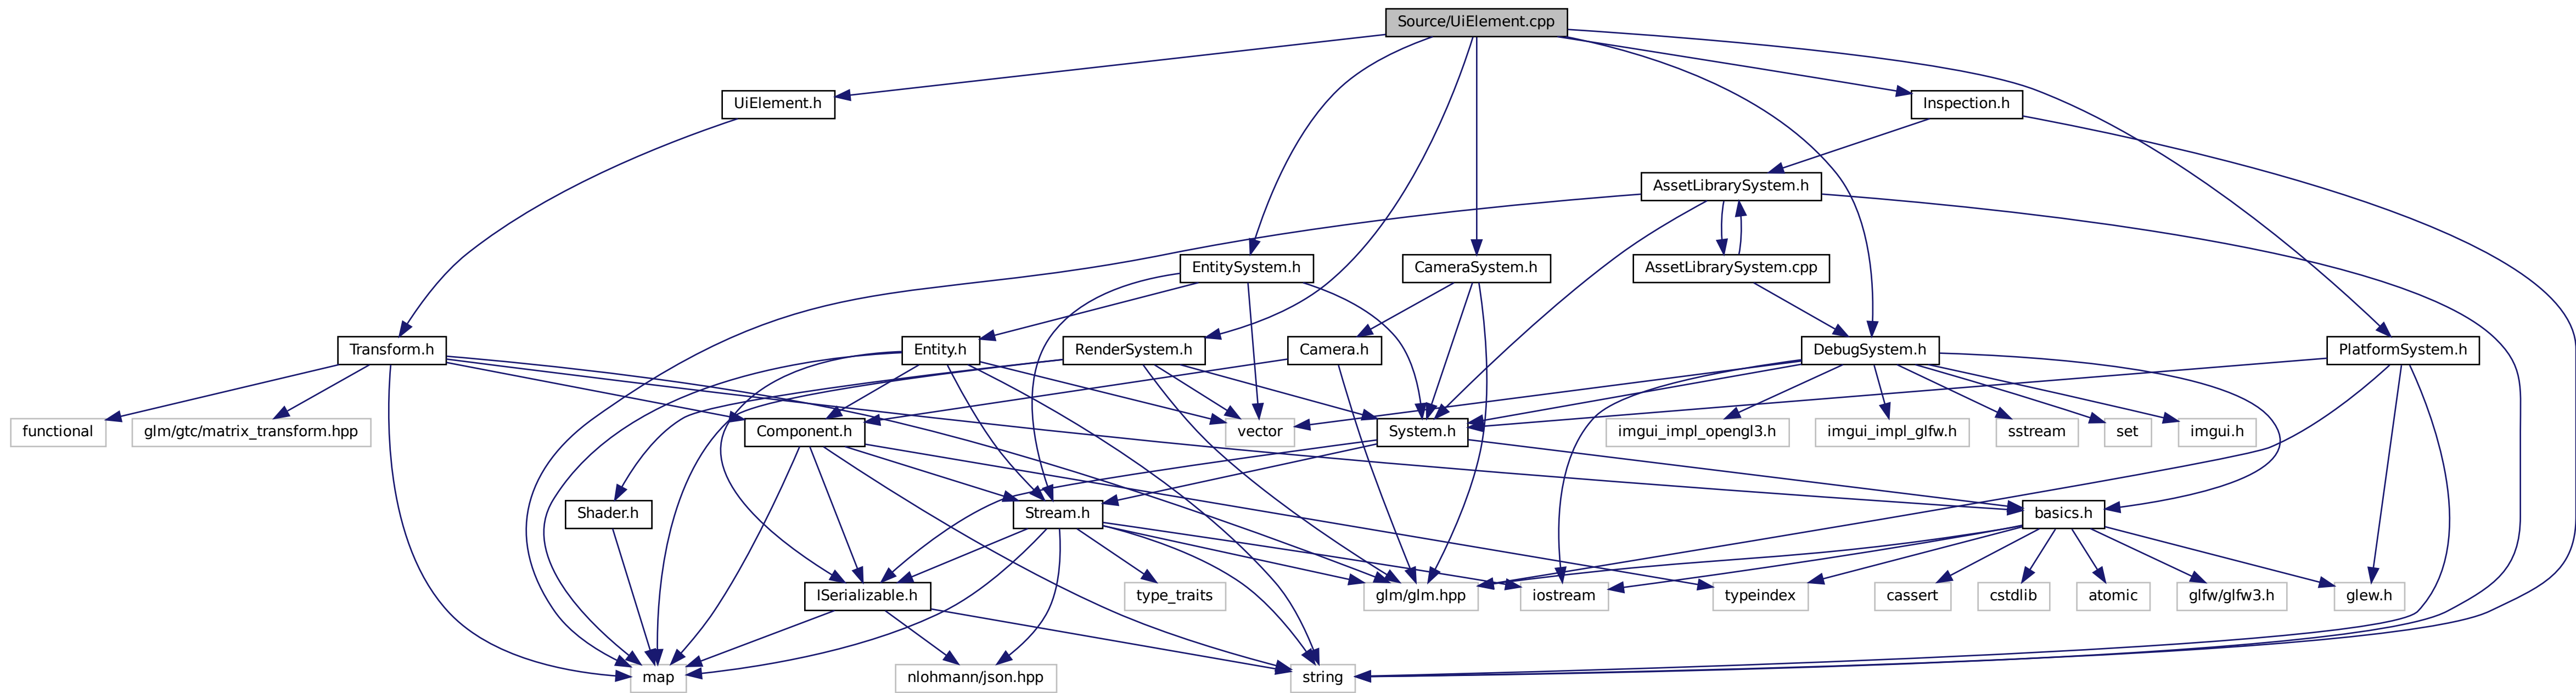 Source/UiElement.cpp
UiElement.h
Inspection.h
AssetLibrarySystem.h
EntitySystem.h
CameraSystem.h
AssetLibrarySystem.cpp
Transform.h
Entity.h
RenderSystem.h
Camera.h
DebugSystem.h
PlatformSystem.h
functional
glm/gtc/matrix_transform.hpp
Component.h
vector
System.h
imgui_impl_opengl3.h
imgui_impl_glfw.h
sstream
set
imgui.h
Shader.h
Stream.h
basics.h
ISerializable.h
type_traits
glm/glm.hpp
iostream
typeindex
cassert
cstdlib
atomic
glfw/glfw3.h
glew.h
map
nlohmann/json.hpp
string